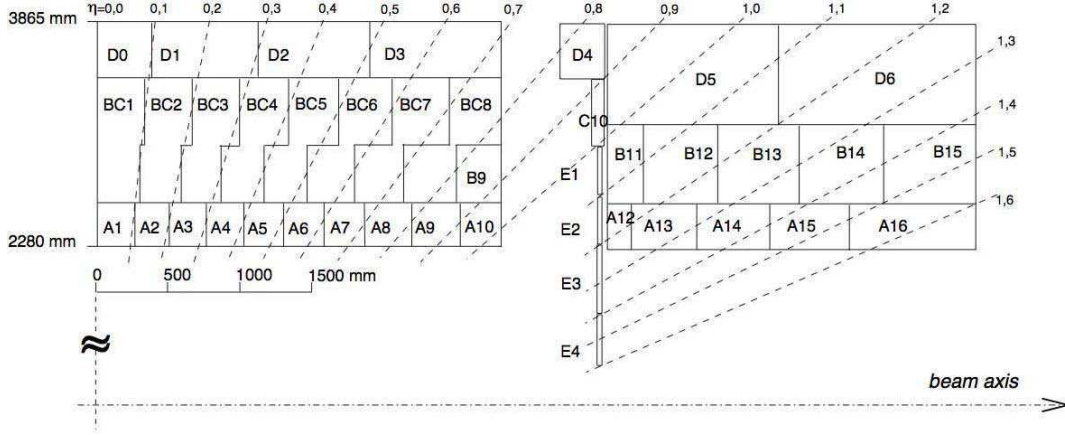 3865 mm η=0,0 0,1 0,2 0,3 0,4 0,5 0,6 0,7 0,8 0,9 1,0 1,1 1,2
D0 D1 D2 D3 D4 D5 D6 1,3
BC1 BC2 BC3 BC4 BC5 BC6 BC7 BC8 1,4
C10
B11 B12 B13 B14 B15 1,5
B9 E1
1,6
A12 A13 A14 A15 A16
A1 A2 A3 A4 A5 A6 A7 A8 A9 A10 E2
2280 mm
0 500 1000 1500 mm
E3
E4
beam axis